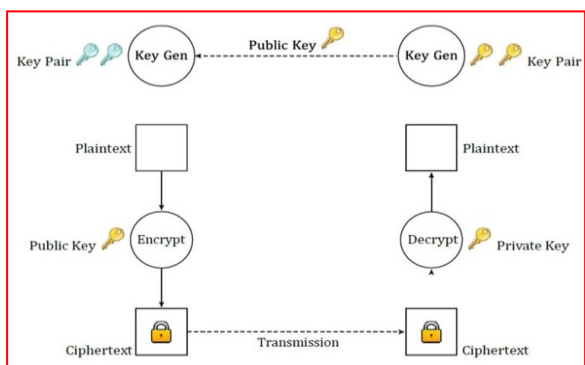 Public Key
Key Pair
Key Gen
Key Gen
Key Pair
Plaintext
Plaintext
Public Key
Encrypt
Decrypt
Private Key
Transmission
Ciphertext
Ciphertext